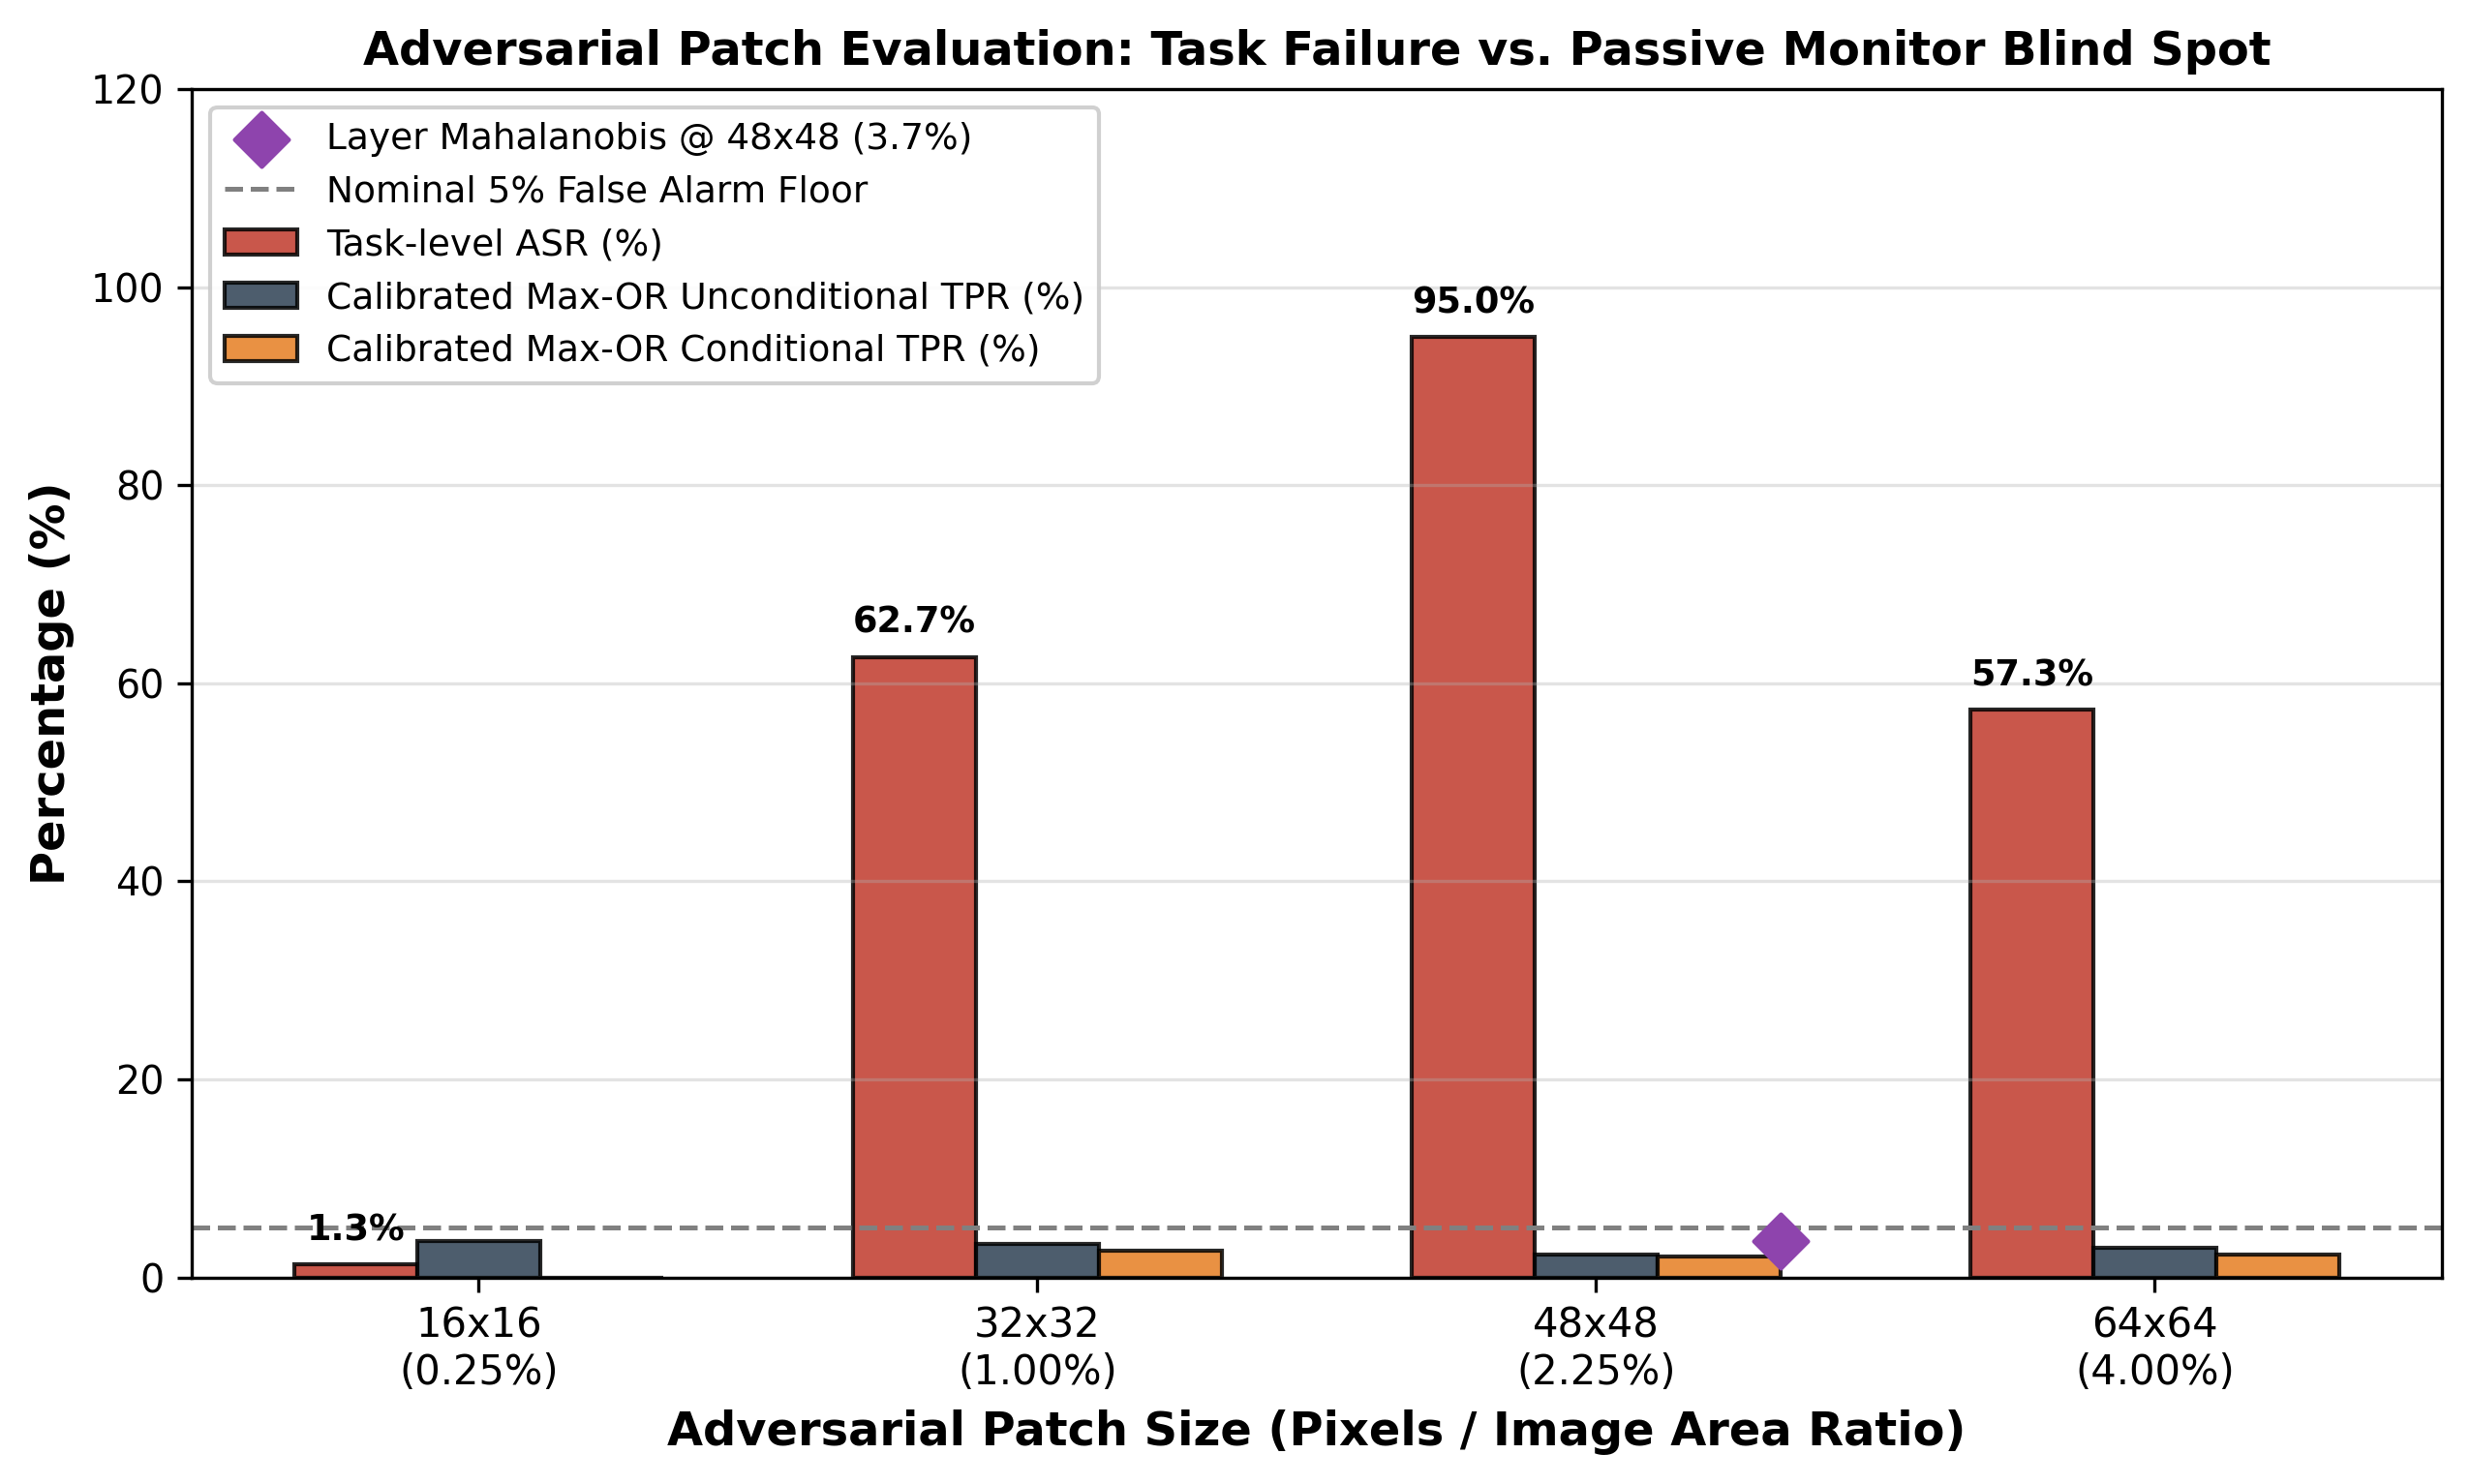 Adversarial Patch Evaluation: Task Failure vs. Passive Monitor Blind Spot
120
100
80
60
40
20
0
Percentage (%)
Layer Mahalanobis @ 48x48 (3.7%)
Nominal 5% False Alarm Floor
Task-level ASR (%)
Calibrated Max-OR Unconditional TPR (%)
Calibrated Max-OR Conditional TPR (%)
1.3%
62.7%
95.0%
57.3%
16x16
(0.25%)
32x32
(1.00%)
48x48
(2.25%)
64x64
(4.00%)
Adversarial Patch Size (Pixels / Image Area Ratio)